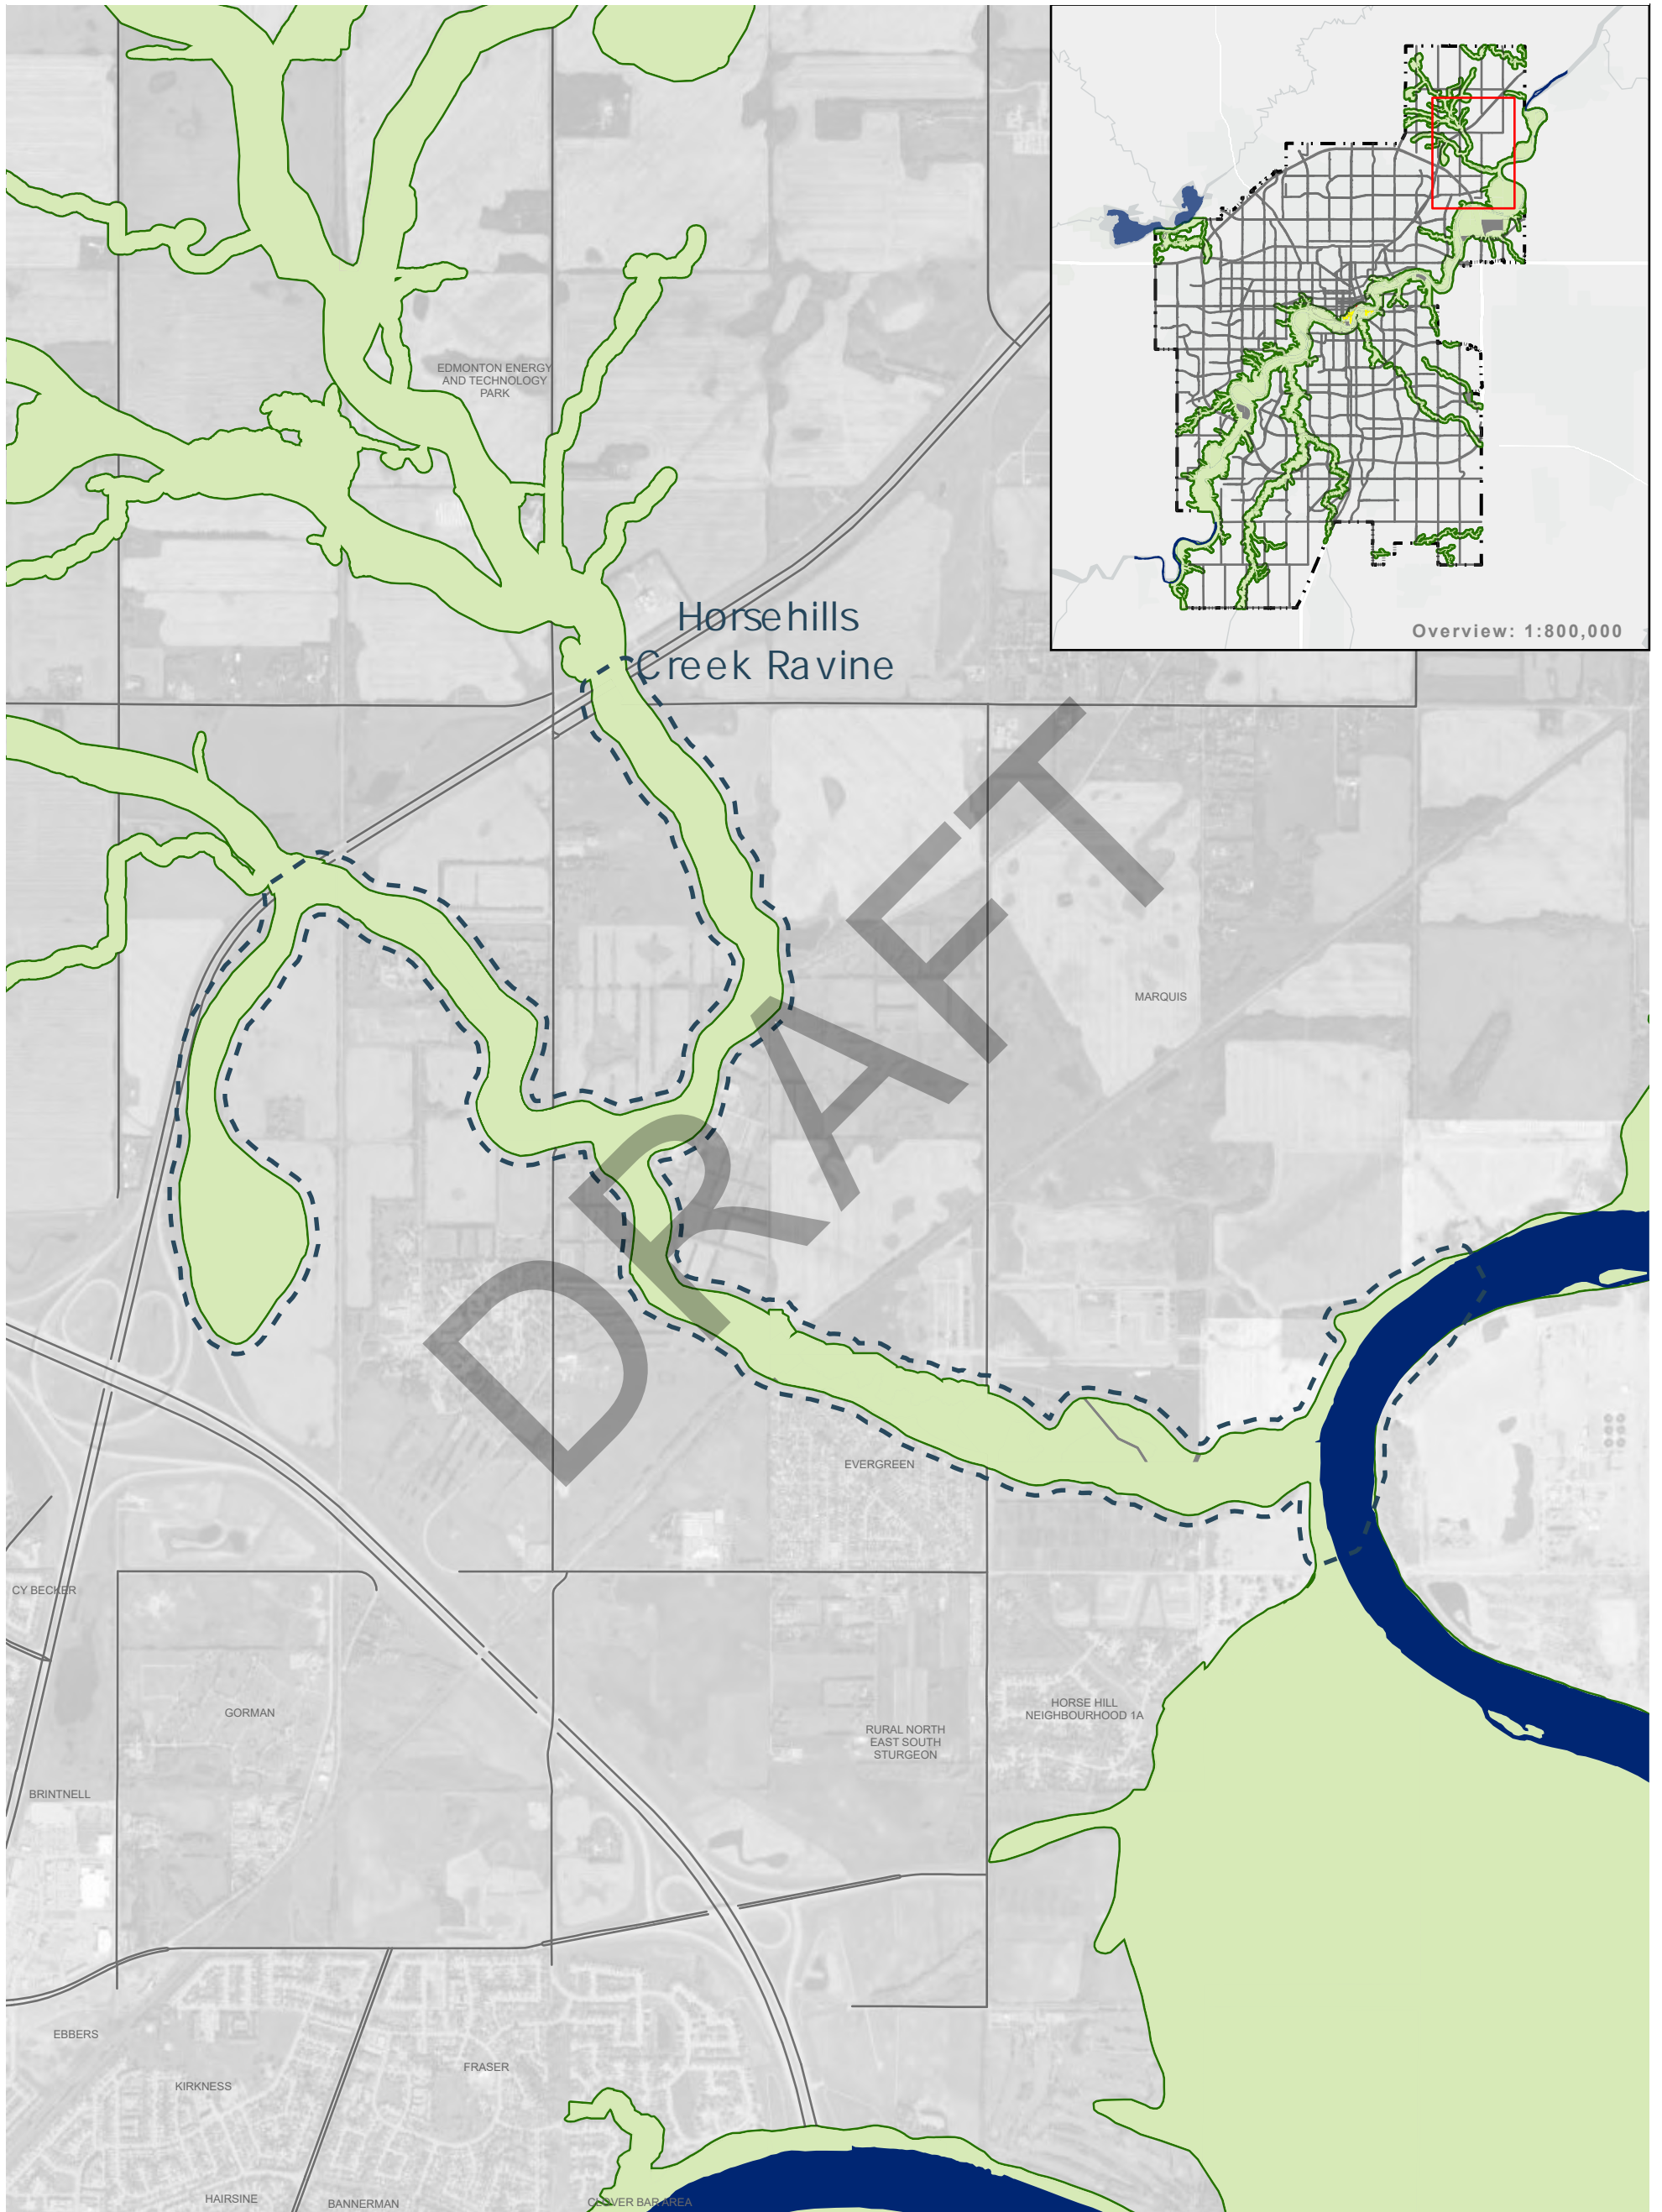 Overview: 1:800,000
EDMONTON ENERGY
AND TECHNOLOGY
PARK
Horsehills
Creek Ravine
DRAFT
MARQUIS
EVERGREEN
CY BECKER
GORMAN
HORSE HILL
NEIGHBOURHOOD 1A
RURAL NORTH
EAST SOUTH
STURGEON
BRINTNELL
EBBERS
FRASER
KIRKNESS
HAIRSINE
BANNERMAN
CLOVER BAR AREA